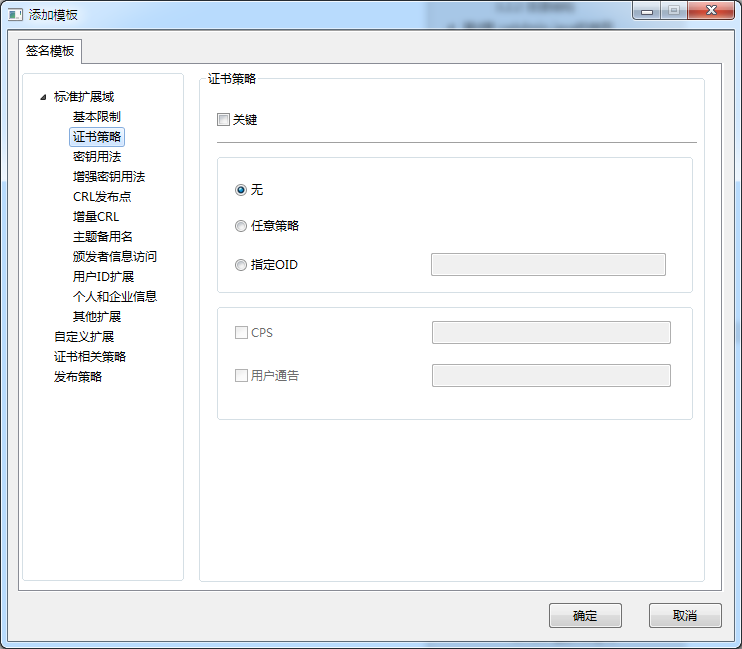 添加模板
签名模板
标准扩展域
基本限制
证书策略
密钥用法
增强密钥用法
CRL发布点
增量CRL
主题备用名
颁发者信息访问
用户ID扩展
个人和企业信息
其他扩展
自定义扩展
证书相关策略
发布策略
证书策略
关键
无
任意策略
指定OID
CPS
用户通告
确定
取消